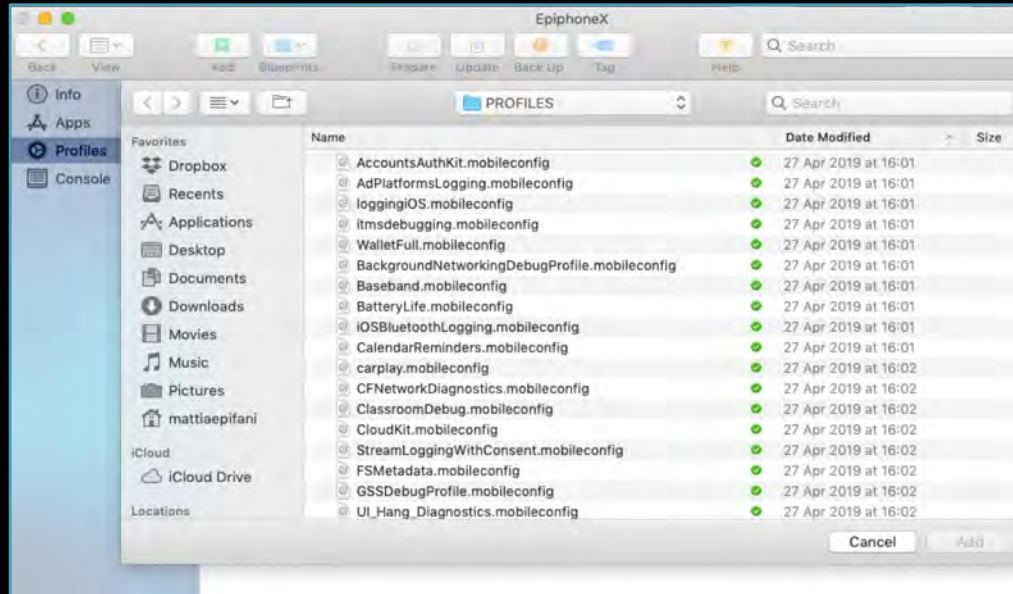 EpiphoneX
Back View Add Blueprints Prepare Update Back Up Tag Help Search
Info
Apps
Profiles
Console
PROFILES Search
Favorites
Dropbox
Recents
Applications
Desktop
Documents
Downloads
Movies
Music
Pictures
mattiaepifani
iCloud
iCloud Drive
Locations
Name Date Modified Size
AccountsAuthKit.mobileconfig 27 Apr 2019 at 16:01
AdPlatformsLogging.mobileconfig 27 Apr 2019 at 16:01
loggingiOS.mobileconfig 27 Apr 2019 at 16:01
itmsdebugging.mobileconfig 27 Apr 2019 at 16:01
WalletFull.mobileconfig 27 Apr 2019 at 16:01
BackgroundNetworkingDebugProfile.mobileconfig 27 Apr 2019 at 16:01
Baseband.mobileconfig 27 Apr 2019 at 16:01
BatteryLife.mobileconfig 27 Apr 2019 at 16:01
iOSBluetoothLogging.mobileconfig 27 Apr 2019 at 16:01
CalendarReminders.mobileconfig 27 Apr 2019 at 16:01
carplay.mobileconfig 27 Apr 2019 at 16:02
CFNetworkDiagnostics.mobileconfig 27 Apr 2019 at 16:02
ClassroomDebug.mobileconfig 27 Apr 2019 at 16:02
CloudKit.mobileconfig 27 Apr 2019 at 16:02
StreamLoggingWithConsent.mobileconfig 27 Apr 2019 at 16:02
FSMetadata.mobileconfig 27 Apr 2019 at 16:02
GSSDebugProfile.mobileconfig 27 Apr 2019 at 16:02
UI_Hang_Diagnostics.mobileconfig 27 Apr 2019 at 16:02
Cancel Add